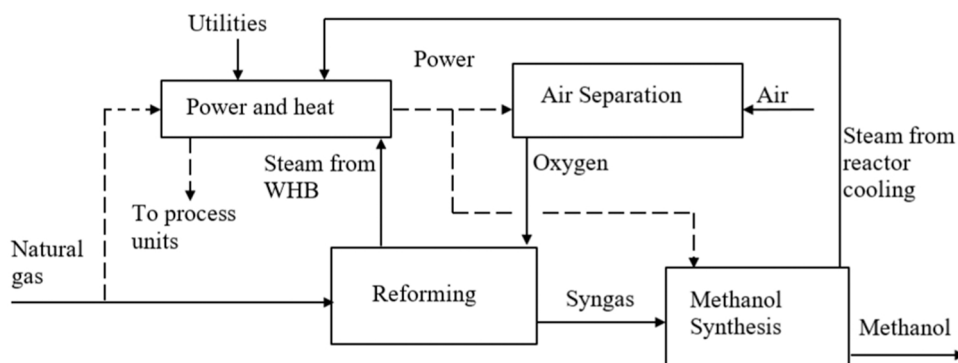 Utilities
Power
Power and heat
Air Separation
Air
Steam from
WHB
Oxygen
Steam from
reactor
cooling
To process
units
Natural
gas
Reforming
Syngas
Methanol
Synthesis
Methanol